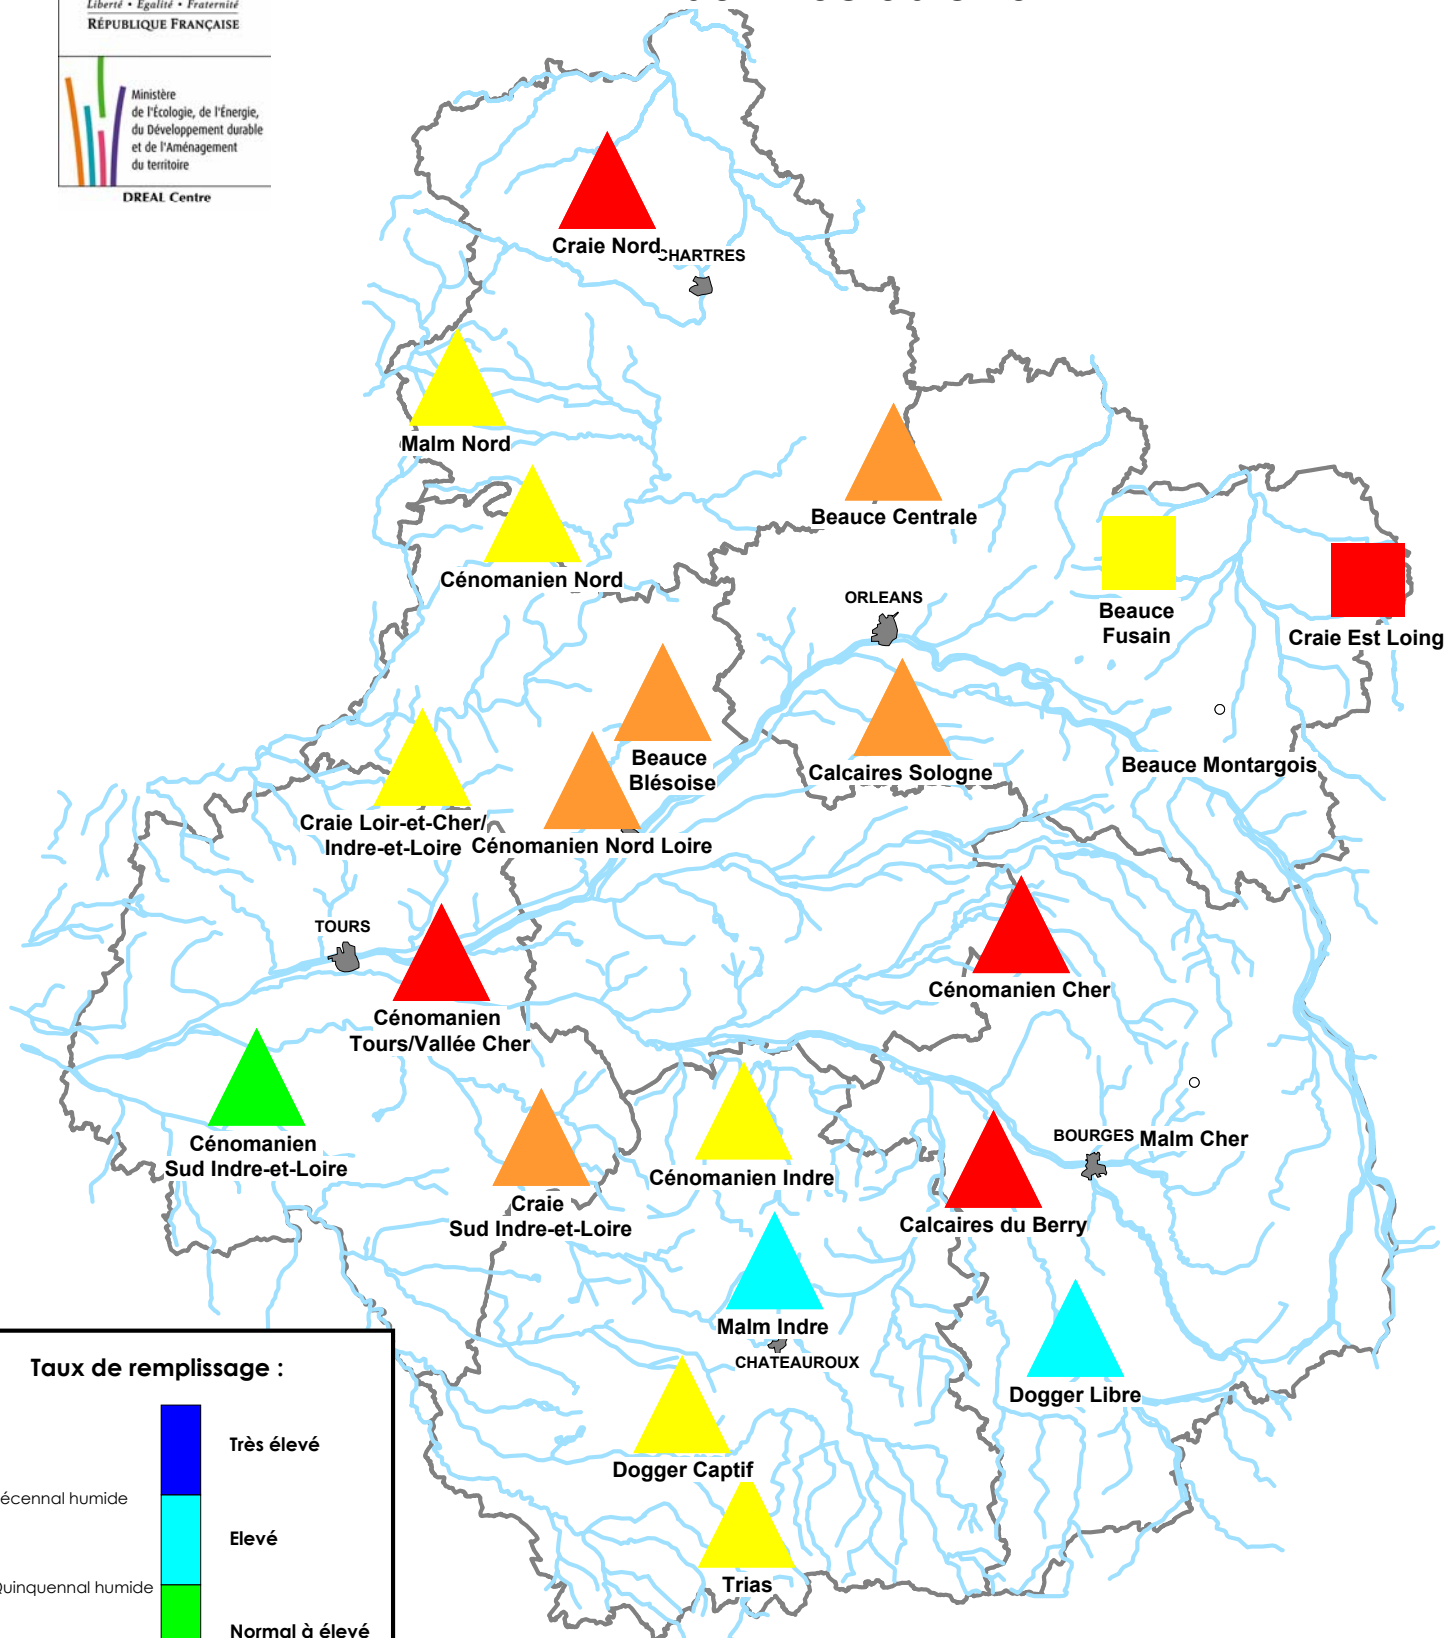 Liberté • Égalité • Fraternité
RÉPUBLIQUE FRANÇAISE
Ministère
de l'Écologie, de l'Énergie,
du Développement durable
et de l'Aménagement
du territoire
DREAL Centre
Craie Nord
CHARTRES
Malm Nord
Beauce Centrale
Cénomanien Nord
ORLEANS
Beauce
Fusain
Craie Est Loing
Beauce
Blésoise
Calcaires Sologne
Beauce Montargois
Craie Loir-et-Cher/
Indre-et-Loire
Cénomanien Nord Loire
TOURS
Cénomanien
Tours/Vallée Cher
Cénomanien Cher
Cénomanien
Sud Indre-et-Loire
BOURGES
Malm Cher
Cénomanien Indre
Craie
Sud Indre-et-Loire
Calcaires du Berry
Malm Indre
CHATEAUROUX
Dogger Libre
Dogger Captif
Trias
Taux de remplissage :
Très élevé
écennal humide
Elevé
Quinquennal humide
Normal à élevé